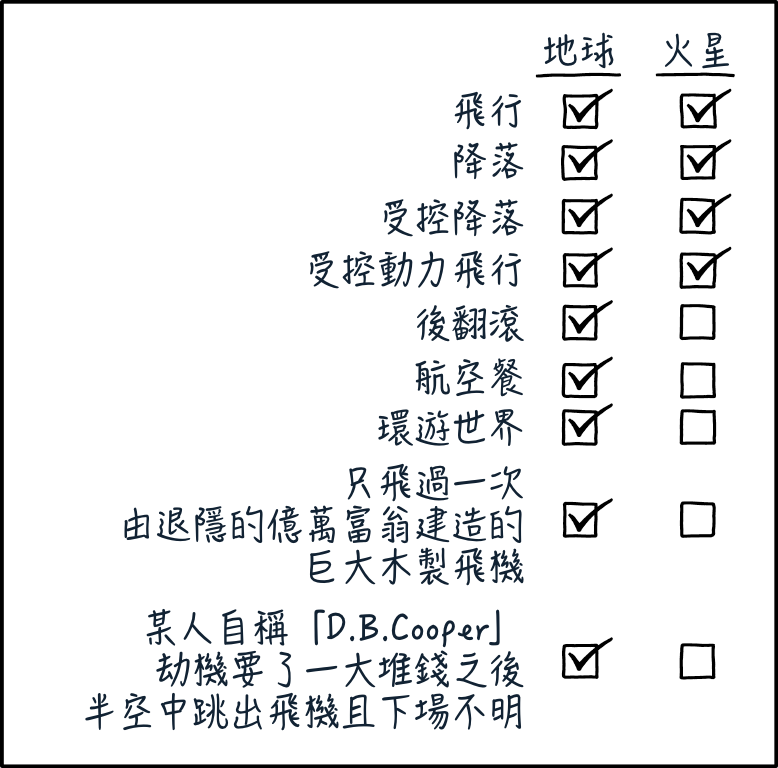 地球 火星
飛行
降落
受控降落
受控動力飛行
後翻滾
航空餐
環遊世界
只飛過一次
由退隱的億萬富翁建造的
巨大木製飛機
某人自稱「D.B.Cooper」
劫機要了一大堆錢之後
半空中跳出飛機且下場不明